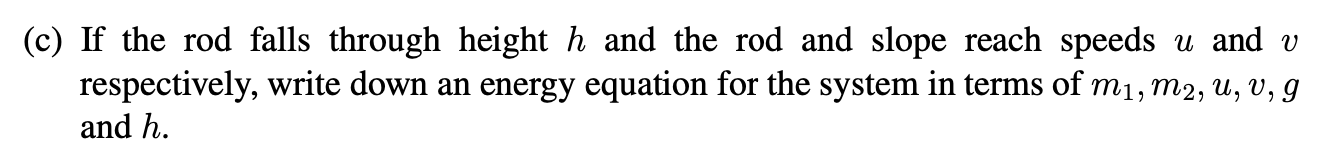 (c) If the rod falls through height h and the rod and slope reach speeds u and v
respectively, write down an energy equation for the system in terms of m₁, m₂, u, v, g
and h.